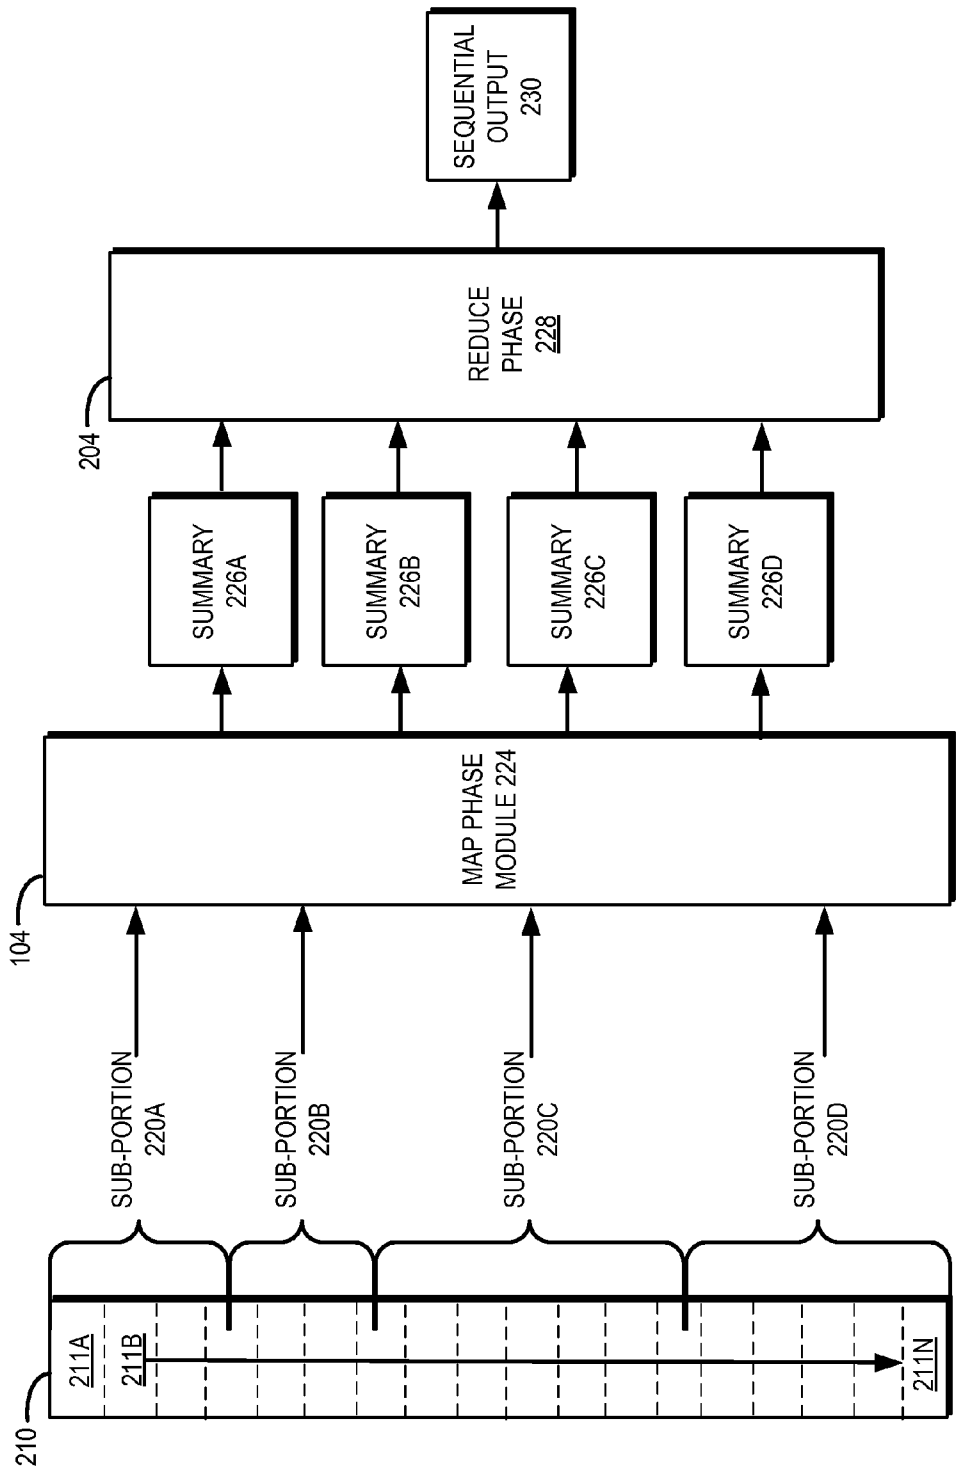 210
211A
211B
211N
SUB-PORTION
220A
SUB-PORTION
220B
SUB-PORTION
220C
SUB-PORTION
220D
104
MAP PHASE
MODULE 224
SUMMARY
226A
SUMMARY
226B
SUMMARY
226C
SUMMARY
226D
204
REDUCE
PHASE
228
SEQUENTIAL
OUTPUT
230